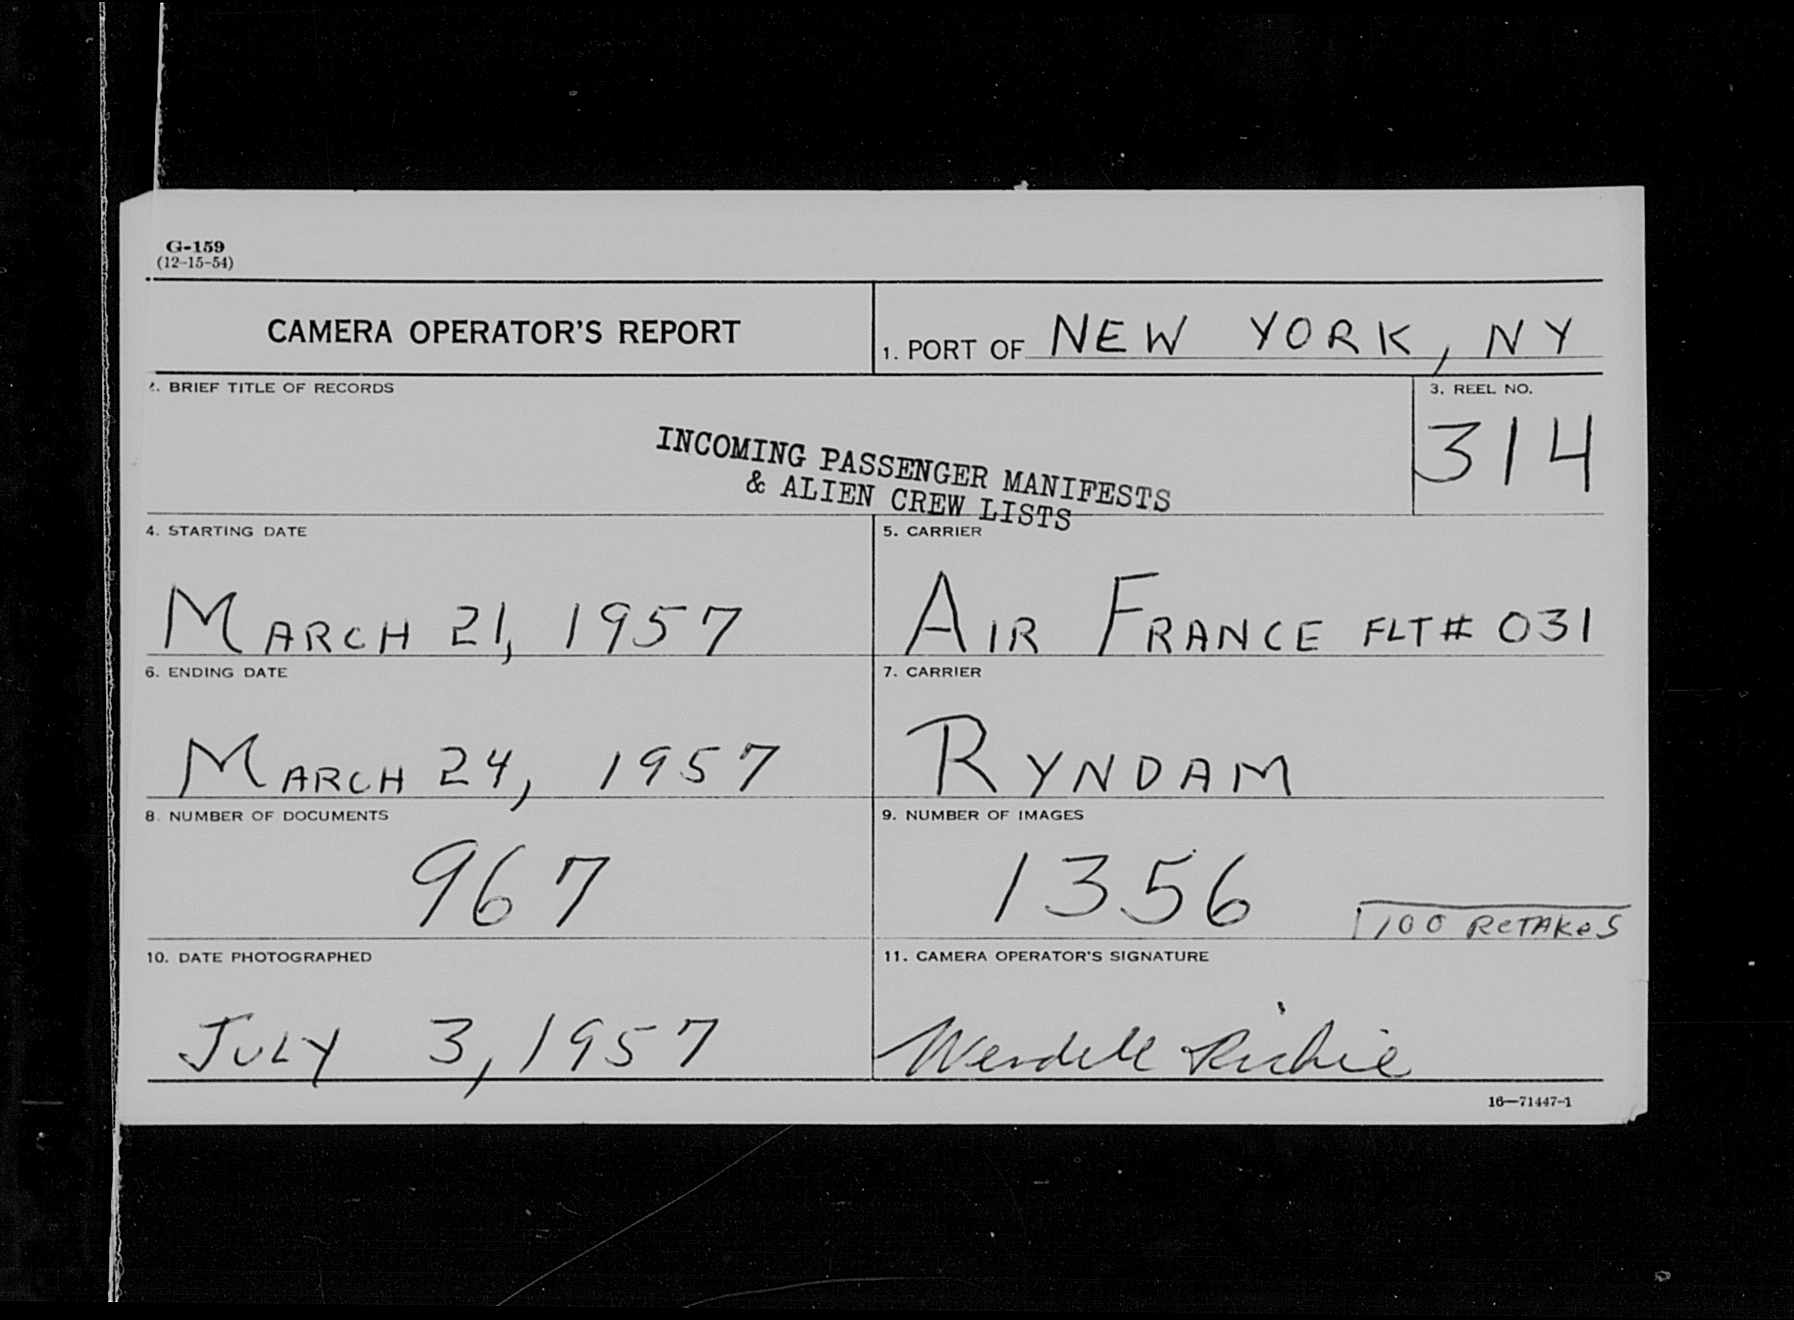 G-159
(12-15-54)
CAMERA OPERATOR'S REPORT
1. PORT OF NEW YORK, NY
2. BRIEF TITLE OF RECORDS
INCOMING PASSENGER MANIFESTS
& ALIEN CREW LISTS
3. REEL NO.
314
4. STARTING DATE
MARCH 21, 1957
5. CARRIER
AIR FRANCE FLT# 031
6. ENDING DATE
MARCH 24, 1957
7. CARRIER
RYNDAM
8. NUMBER OF DOCUMENTS
967
9. NUMBER OF IMAGES
1356
100 RETAKES
10. DATE PHOTOGRAPHED
JULY 3, 1957
11. CAMERA OPERATOR'S SIGNATURE
Wendell Richie
16—71447-1